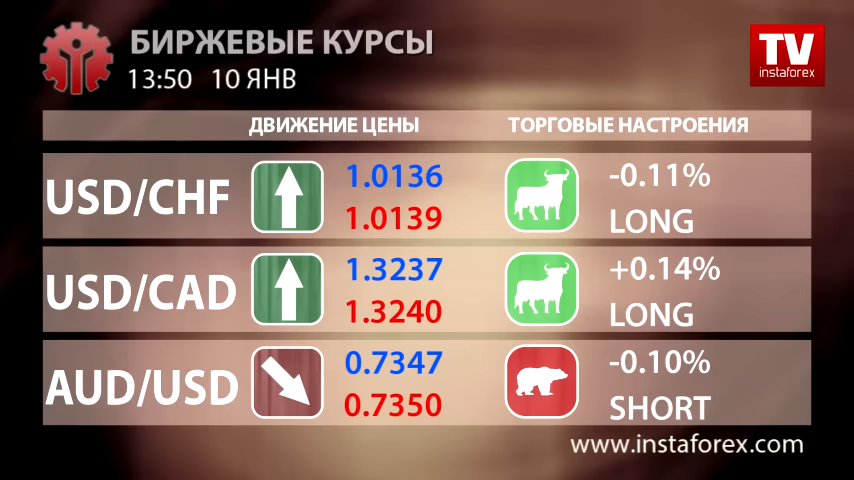 БИРЖЕВЫЕ КУРСЫ
13:50 10 ЯНВ
TV
instaforex
ДВИЖЕНИЕ ЦЕНЫ ТОРГОВЫЕ НАСТРОЕНИЯ
USD/CHF 1.0136 -0.11%
1.0139 LONG
USD/CAD 1.3237 +0.14%
1.3240 LONG
AUD/USD 0.7347 -0.10%
0.7350 SHORT
www.instaforex.com